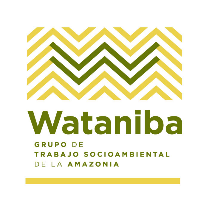 Wataniba
GRUPO DE
TRABAJO SOCIOAMBIENTAL
DE LA AMAZONIA